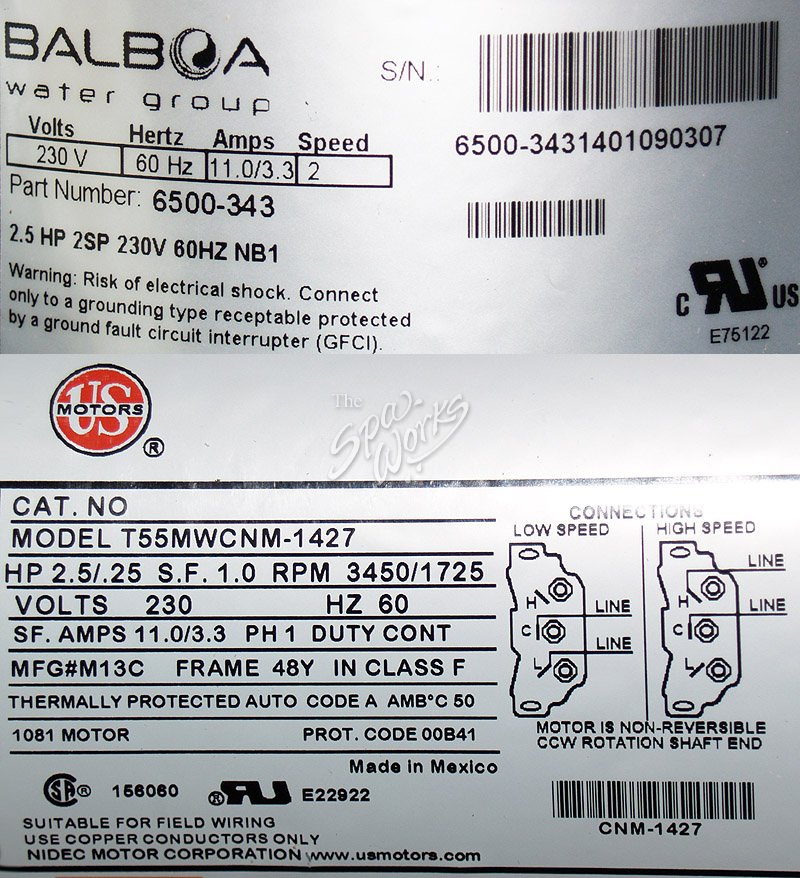 BALBOA
water group
S/N.:
6500-3431401090307
Volts Hertz Amps Speed
230 V 60 Hz 11.0/3.3 2
Part Number: 6500-343
2.5 HP 2SP 230V 60HZ NB1
Warning: Risk of electrical shock. Connect
only to a grounding type receptable protected
by a ground fault circuit interrupter (GFCI).
C RU ® US
E75122
US
MOTORS
®
The
Spa
Works
CAT. NO
MODEL T55MWCNM-1427
HP 2.5/.25 S.F. 1.0 RPM 3450/1725
VOLTS 230 HZ 60
SF. AMPS 11.0/3.3 PH 1 DUTY CONT
MFG#M13C FRAME 48Y IN CLASS F
THERMALLY PROTECTED AUTO CODE A AMB°C 50
1081 MOTOR PROT. CODE 00B41
Made in Mexico
CONNECTIONS
LOW SPEED HIGH SPEED
LINE
H H
LINE LINE
C C
LINE
L L
MOTOR IS NON-REVERSIBLE
CCW ROTATION SHAFT END
SA ® 156060 ® RU E22922
CNM-1427
SUITABLE FOR FIELD WIRING
USE COPPER CONDUCTORS ONLY
NIDEC MOTOR CORPORATION www.usmotors.com